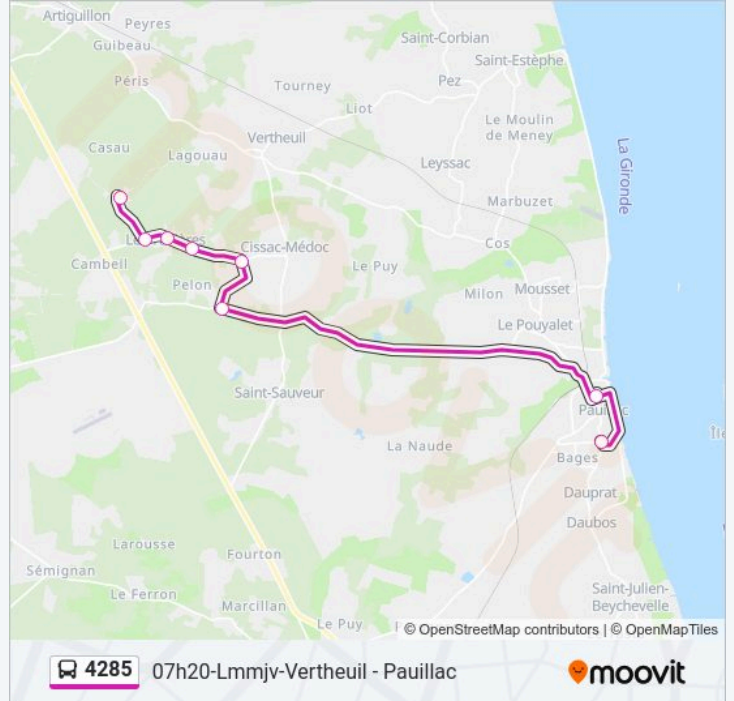 Artiguillon
Peyres
Guibeau
Saint-Corbian
Saint-Estèphe
Péris
Tourney
Pez
Liot
Le Moulin
de Meney
Vertheuil
Casau
Lagouau
Leyssac
La Gironde
Marbuzet
Cissac-Médoc
Cos
Cambell
Le Puy
Pelon
Milon
Mousset
Le Pouyalet
Saint-Sauveur
La Naude
Bages
Dauprat
Daubos
Larousse
Fourton
Sémignan
Le Ferron
Marcillan
Saint-Julien-
Beychevelle
Le Puy
© OpenStreetMap contributors | © OpenMapTiles
4285 07h20-Lmmjv-Vertheuil - Pauillac
moovit